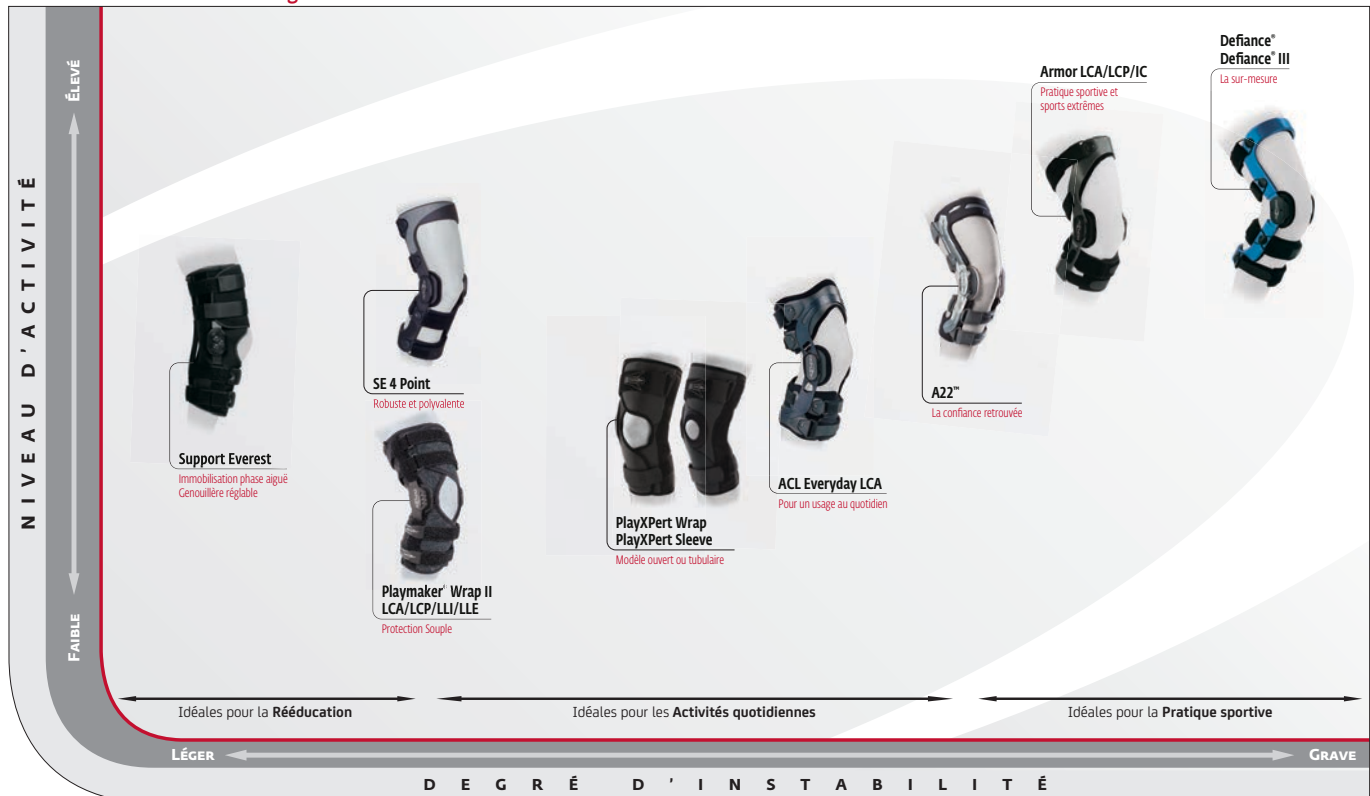 Defiance®
Defiance® III
La sur-mesure
Armor LCA/LCP/IC
Pratique sportive et
sports extrêmes
ÉLEVÉ
NIVEAU D'ACTIVITÉ
FAIBLE
SE 4 Point
Robuste et polyvalente
A22™
La confiance retrouvée
Support Everest
Immobilisation phase aiguë
Genouillère réglable
ACL Everyday LCA
Pour un usage au quotidien
PlayXPert Wrap
PlayXPert Sleeve
Modèle ouvert ou tubulaire
Playmaker® Wrap II
LCA/LCP/LLI/LLE
Protection Souple
Idéales pour la Rééducation
Idéales pour les Activités quotidiennes
Idéales pour la Pratique sportive
LÉGER
GRAVE
DEGRÉ D'INSTABILITÉ